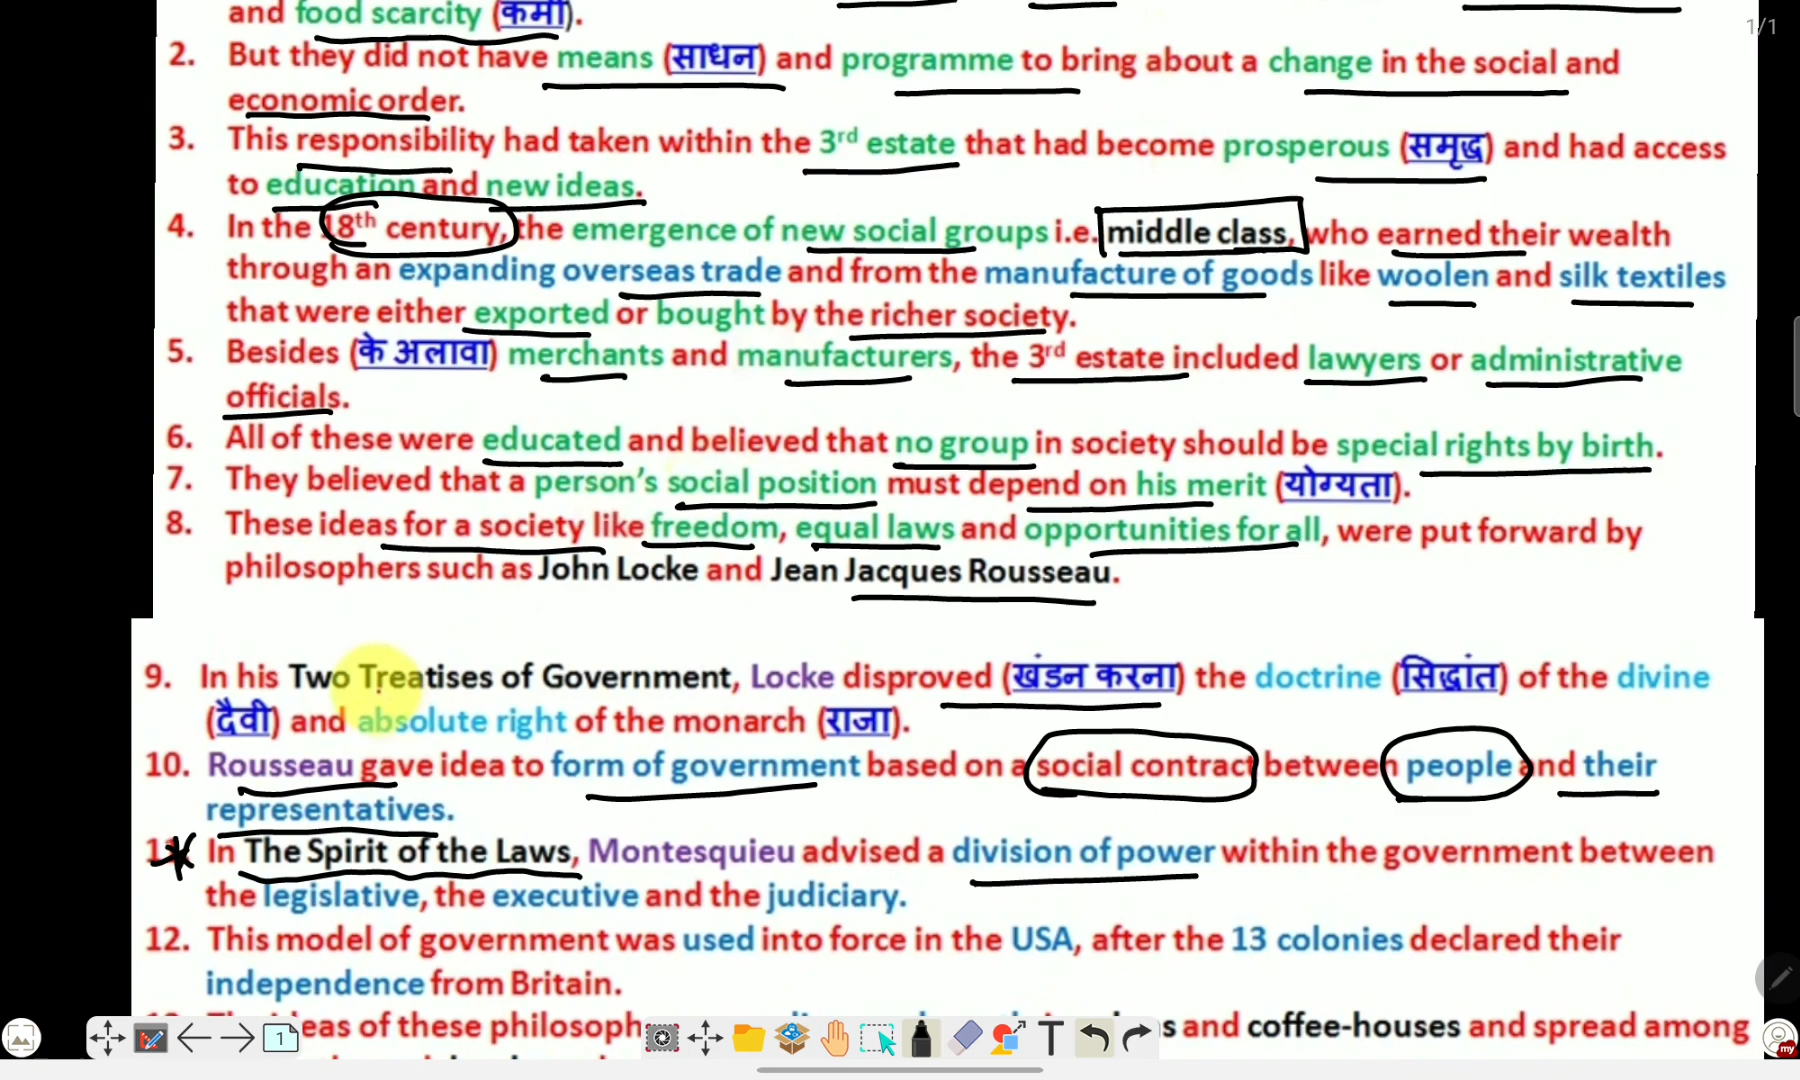 1/1
and food scarcity (कमी).
2. But they did not have means (साधन) and programme to bring about a change in the social and
economic order.
3. This responsibility had taken within the 3rd estate that had become prosperous (समृद्ध) and had access
to education and new ideas.
4. In the 18th century, the emergence of new social groups i.e. middle class, who earned their wealth
through an expanding overseas trade and from the manufacture of goods like woolen and silk textiles
that were either exported or bought by the richer society.
5. Besides (के अलावा) merchants and manufacturers, the 3rd estate included lawyers or administrative
officials.
6. All of these were educated and believed that no group in society should be special rights by birth.
7. They believed that a person's social position must depend on his merit (योग्यता).
8. These ideas for a society like freedom, equal laws and opportunities for all, were put forward by
philosophers such as John Locke and Jean Jacques Rousseau.
9. In his Two Treatises of Government, Locke disproved (खंडन करना) the doctrine (सिद्धांत) of the divine
(दैवी) and absolute right of the monarch (राजा).
10. Rousseau gave idea to form of government based on a social contract between people and their
representatives.
11. In The Spirit of the Laws, Montesquieu advised a division of power within the government between
the legislative, the executive and the judiciary.
12. This model of government was used into force in the USA, after the 13 colonies declared their
independence from Britain.
ideas of these and coffee-houses and spread among
1
T
my